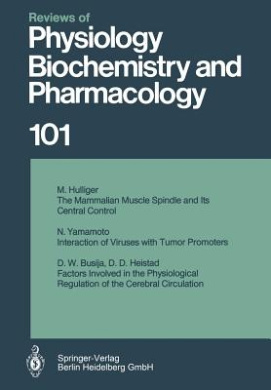 Reviews of
Physiology
Biochemistry and
Pharmacology
101
M. Hulliger
The Mammalian Muscle Spindle and Its
Central Control
N. Yamamoto
Interaction of Viruses with Tumor Promoters
D. W. Busija, D. D. Heistad
Factors Involved in the Physiological
Regulation of the Cerebral Circulation
Springer-Verlag
Berlin Heidelberg GmbH